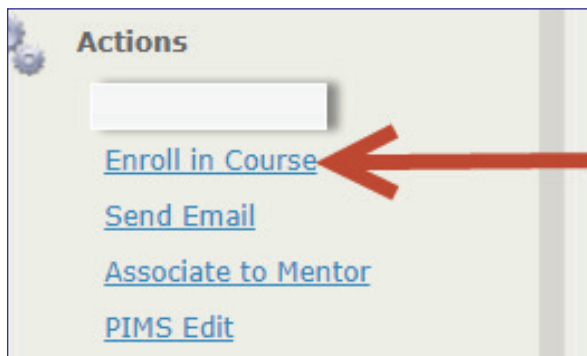 Actions
Enroll in Course
Send Email
Associate to Mentor
PIMS Edit